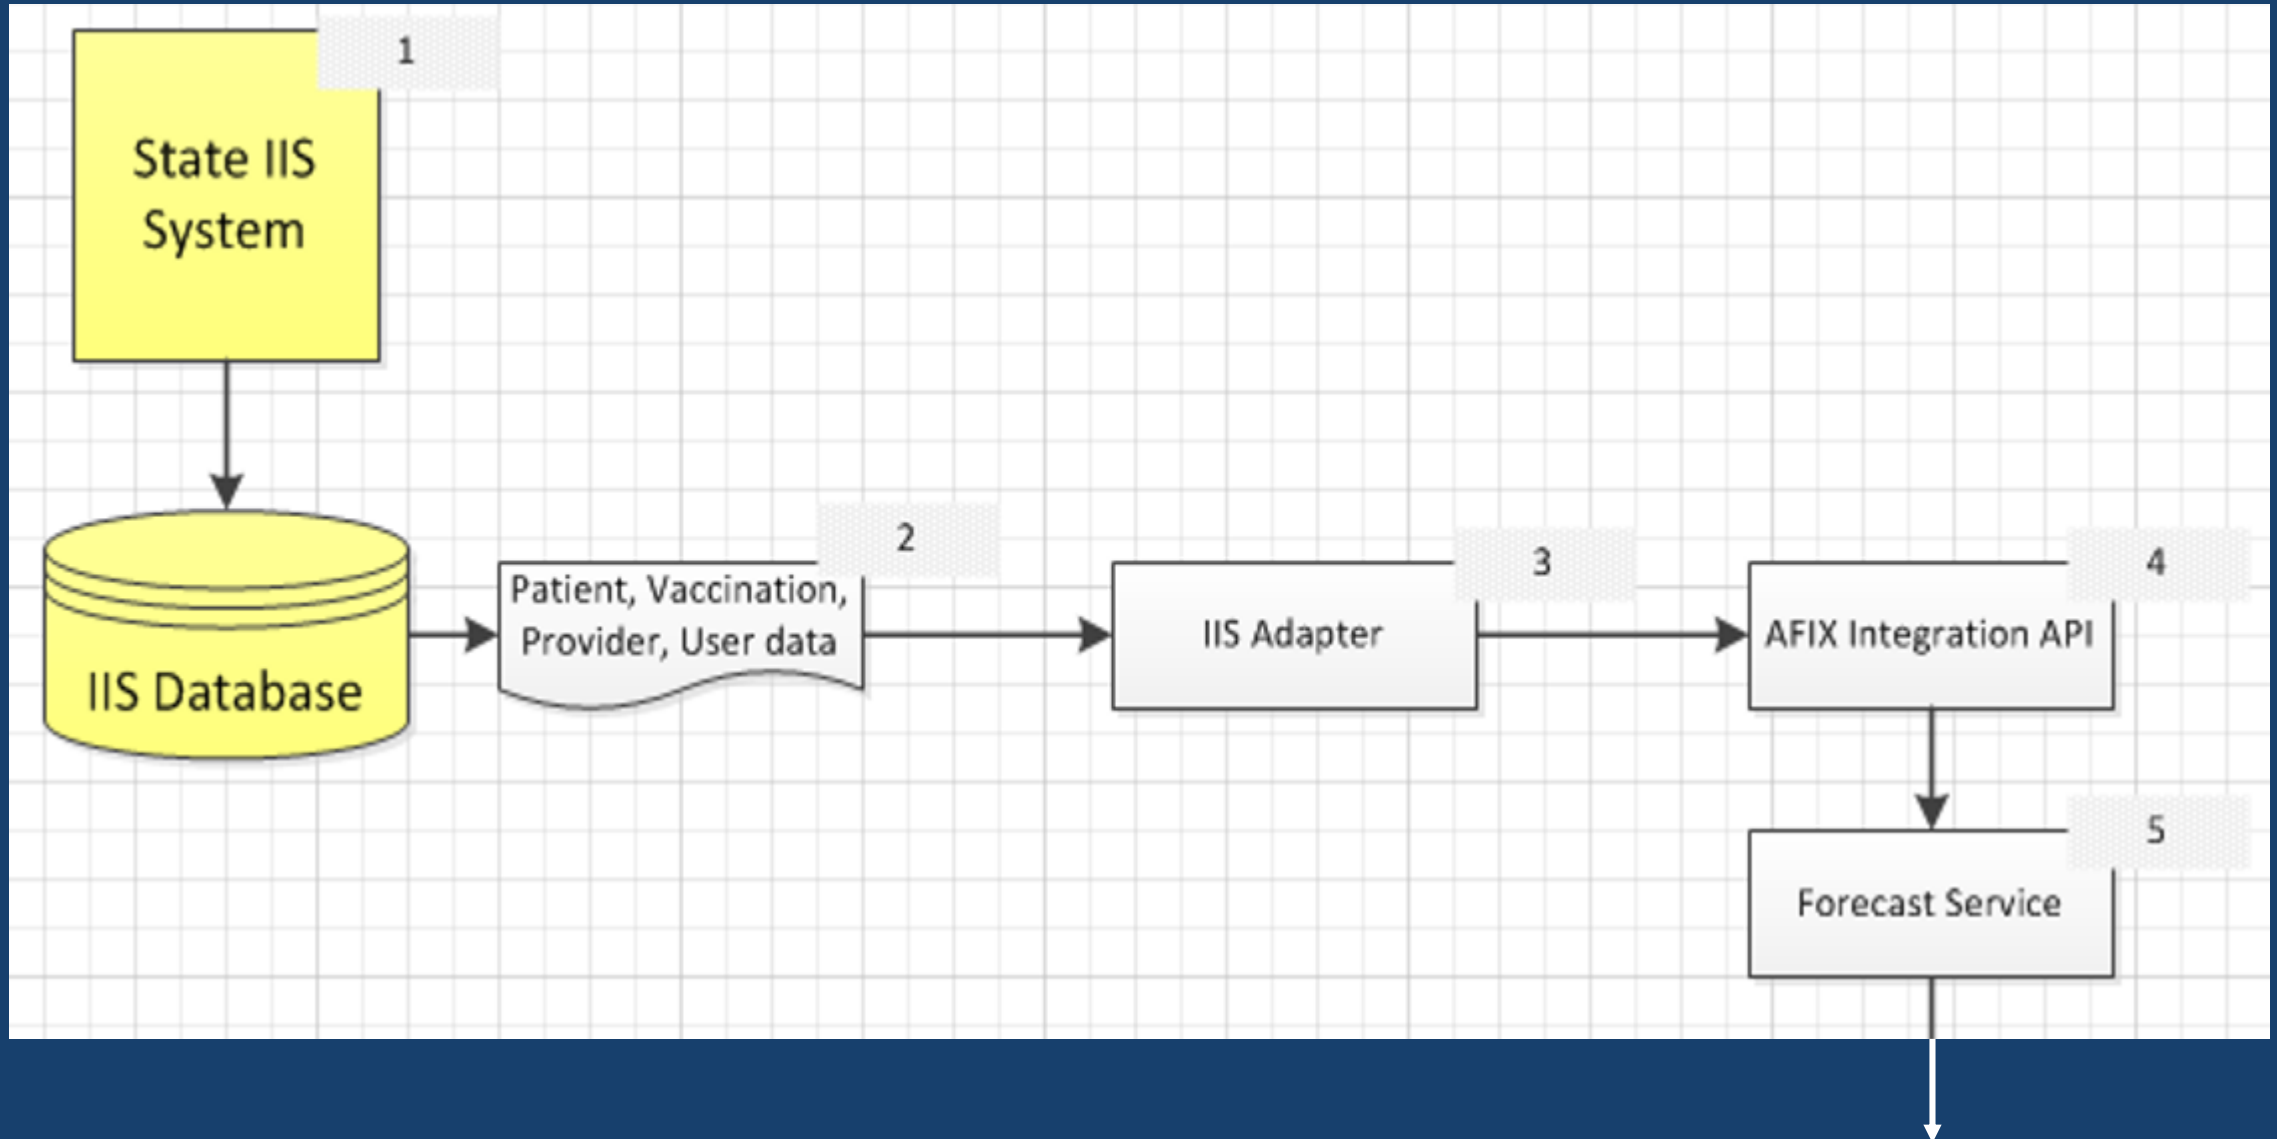 1
State IIS
System
IIS Database
2
Patient, Vaccination,
Provider, User data
3
IIS Adapter
4
AFIX Integration API
5
Forecast Service